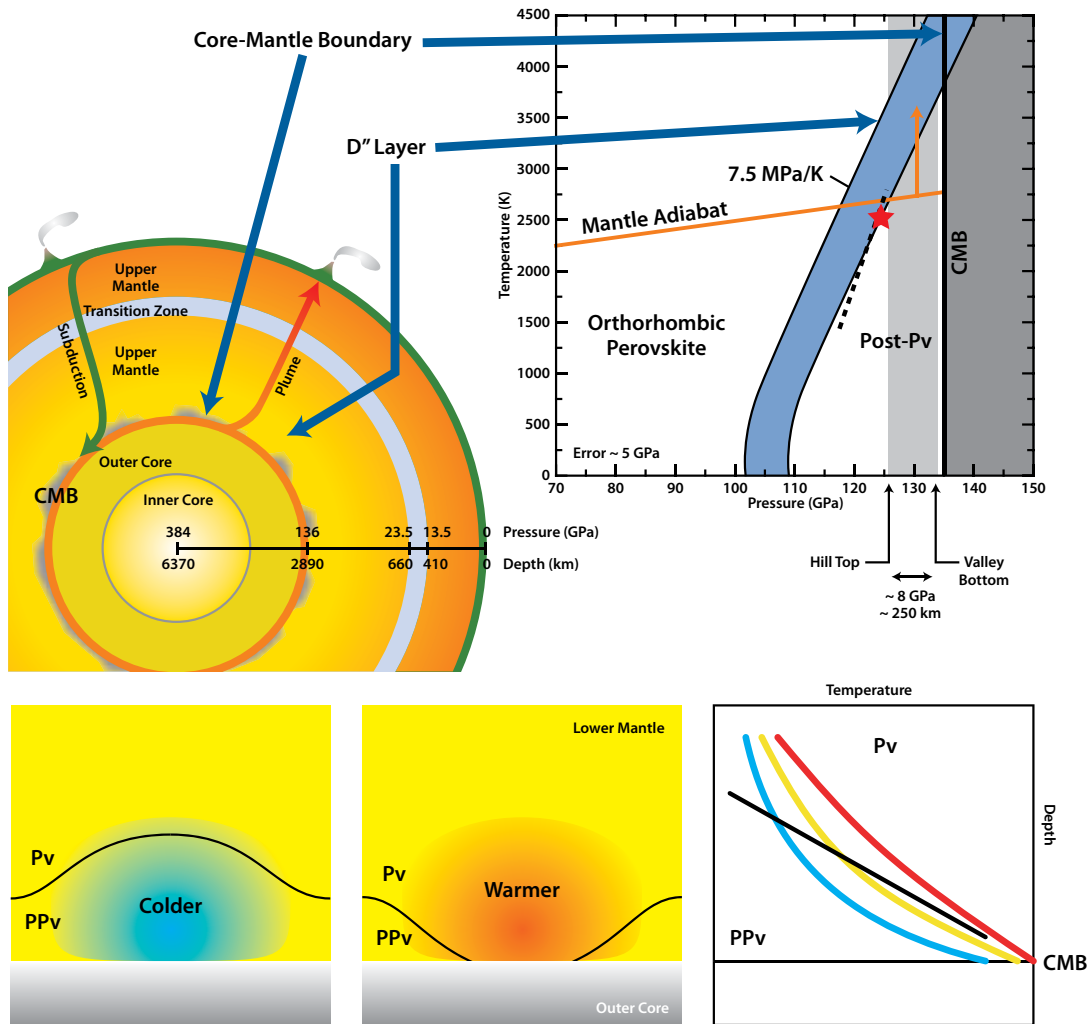 Core-Mantle Boundary
D” Layer
Upper
Mantle
Transition Zone
Upper
Mantle
Subduction
Plume
Outer Core
CMB
Inner Core
384
136
23.5
13.5
0
Pressure (GPa)
6370
2890
660
410
0
Depth (km)
4500
4000
3500
3000
2500
2000
1500
1000
500
0
Temperature (K)
7.5 MPa/K
Mantle Adiabat
CMB
Orthorhombic
Perovskite
Post-Pv
Error ~ 5 GPa
70
80
90
100
110
120
130
140
150
Pressure (GPa)
Hill Top
Valley
Bottom
~ 8 GPa
~ 250 km
Pv
PPv
Colder
Lower Mantle
Pv
Warmer
PPv
Outer Core
Temperature
Pv
Depth
PPv
CMB